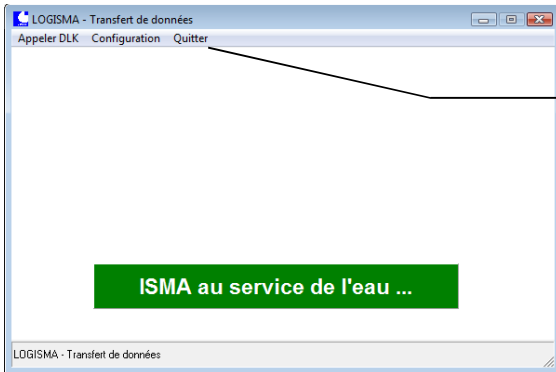 LOGISMA - Transfert de données
Appeler DLK Configuration Quitter
ISMA au service de l'eau ...
LOGISMA - Transfert de données